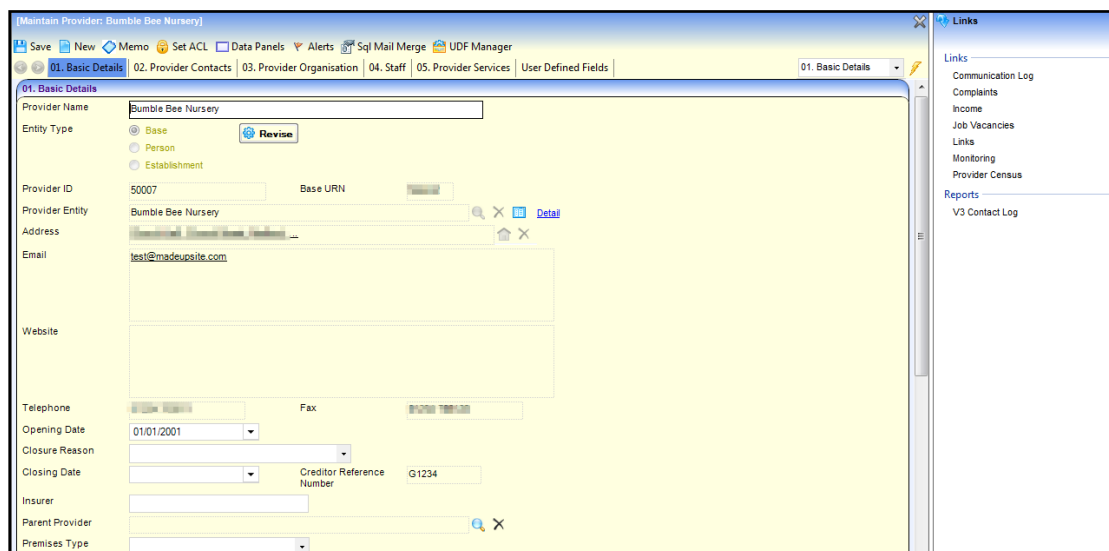 [Maintain Provider: Bumble Bee Nursery]
Save New Memo Set ACL Data Panels Alerts Sql Mail Merge UDF Manager
01. Basic Details 02. Provider Contacts 03. Provider Organisation 04. Staff 05. Provider Services User Defined Fields 01. Basic Details
01. Basic Details
Provider Name Bumble Bee Nursery
Entity Type Base Revise
Person
Establishment
Provider ID 50007 Base URN
Provider Entity Bumble Bee Nursery Detail
Address ...
Email test@madeupsite.com
Website
Telephone Fax
Opening Date 01/01/2001
Closure Reason
Closing Date Creditor Reference Number G1234
Insurer
Parent Provider
Premises Type
Links
Links
Communication Log
Complaints
Income
Job Vacancies
Links
Monitoring
Provider Census
Reports
V3 Contact Log